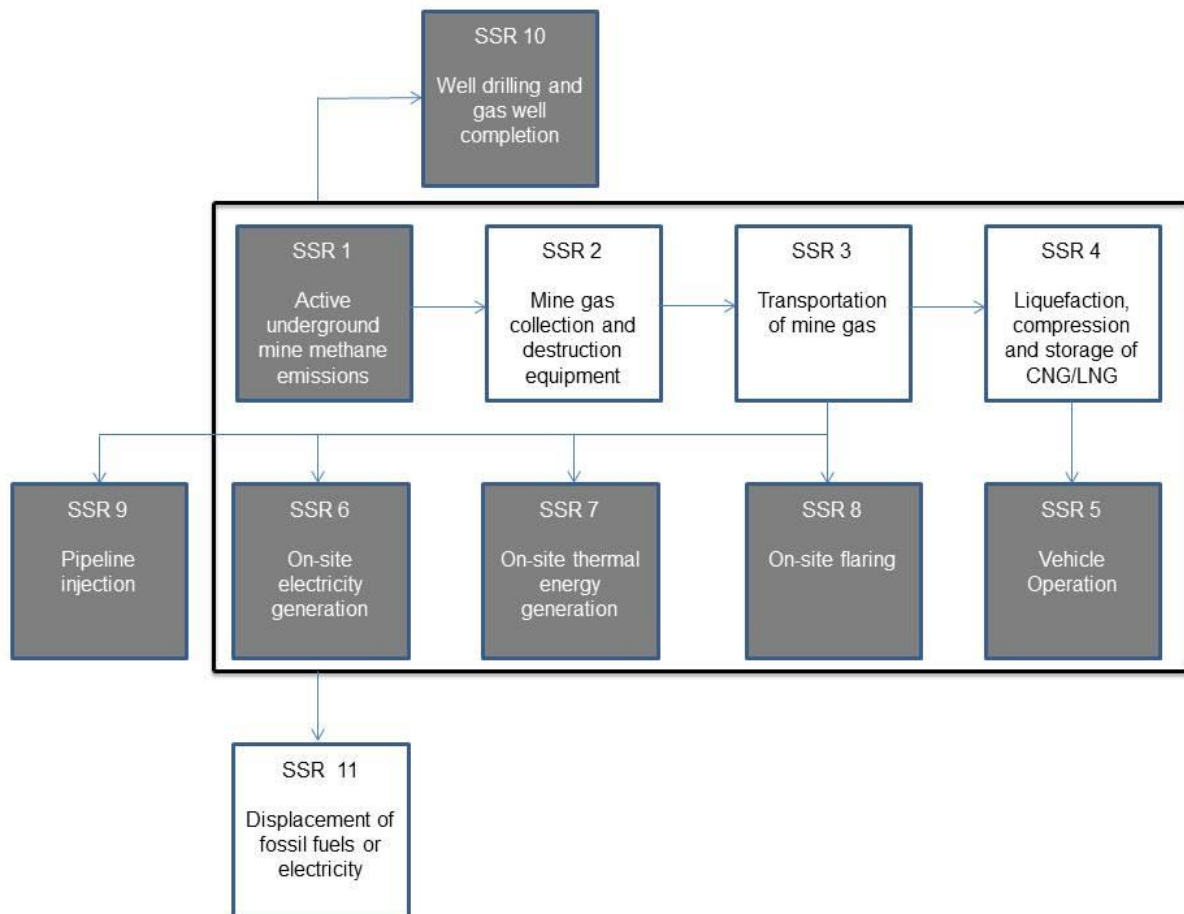 SSR 10
Well drilling and
gas well
completion
SSR 1
Active
underground
mine methane
emissions
SSR 2
Mine gas
collection and
destruction
equipment
SSR 3
Transportation
of mine gas
SSR 4
Liquefaction,
compression
and storage of
CNG/LNG
SSR 9
Pipeline
injection
SSR 6
On-site
electricity
generation
SSR 7
On-site thermal
energy
generation
SSR 8
On-site flaring
SSR 5
Vehicle
Operation
SSR 11
Displacement of
fossil fuels or
electricity